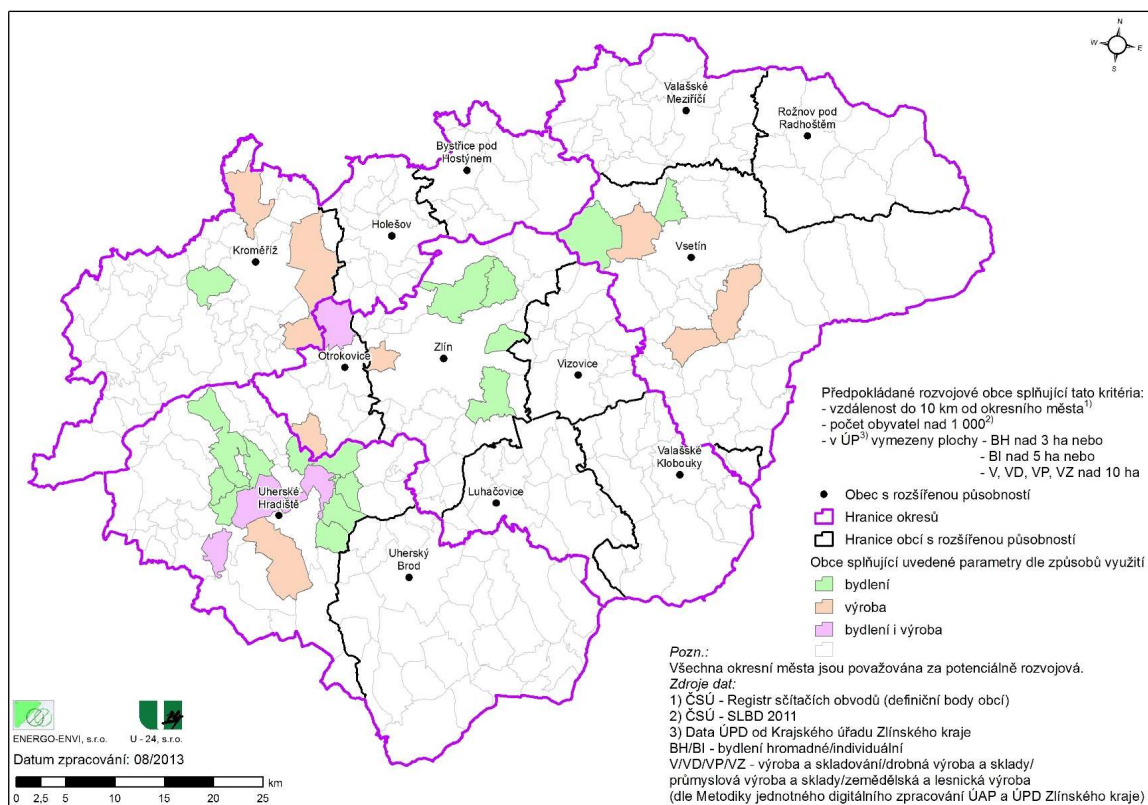 N
W E
S
Valašské
Meziříčí
Rožnov pod
Radhoštěm
Bystřice pod
Hostýnem
Holešov
Kroměříž
Vsetín
Otrokovice
Zlín
Vizovice
Valašské
Klobouky
Luhačovice
Uherské
Hradiště
Uherský
Brod
Předpokládané rozvojové obce splňující tato kritéria:
- vzdálenost do 10 km od okresního města1)
- počet obyvatel nad 1 0002)
- v ÚP3) vymezeny plochy - BH nad 3 ha nebo
- BI nad 5 ha nebo
- V, VD, VP, VZ nad 10 ha
Obec s rozšířenou působností
Hranice okresů
Hranice obcí s rozšířenou působností
Obce splňující uvedené parametry dle způsobů využití
bydlení
výroba
bydlení i výroba
Pozn.:
Všechna okresní města jsou považována za potenciálně rozvojová.
Zdroje dat:
1) ČSÚ - Registr sčítačích obvodů (definiční body obcí)
2) ČSÚ - SLBD 2011
3) Data ÚPD od Krajského úřadu Zlínského kraje
BH/BI - bydlení hromadné/individuální
V/VD/VP/VZ - výroba a skladování/drobná výroba a sklady/
průmyslová výroba a sklady/zemědělská a lesnická výroba
(dle Metodiky jednotného digitálního zpracování ÚAP a ÚPD Zlínského kraje)
ENERGO-ENVI, s.r.o. U - 24, s.r.o.
Datum zpracování: 08/2013
km
0 2,5 5 10 15 20 25